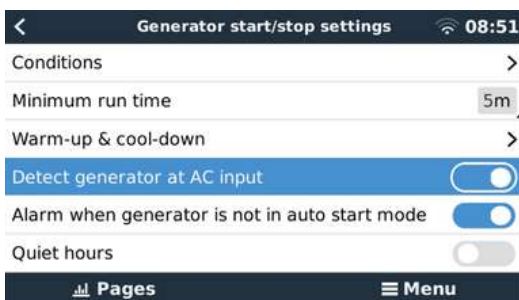 Generator start/stop settings 08:51
Conditions
Minimum run time 5m
Warm-up & cool-down
Detect generator at AC input
Alarm when generator is not in auto start mode
Quiet hours
Pages Menu